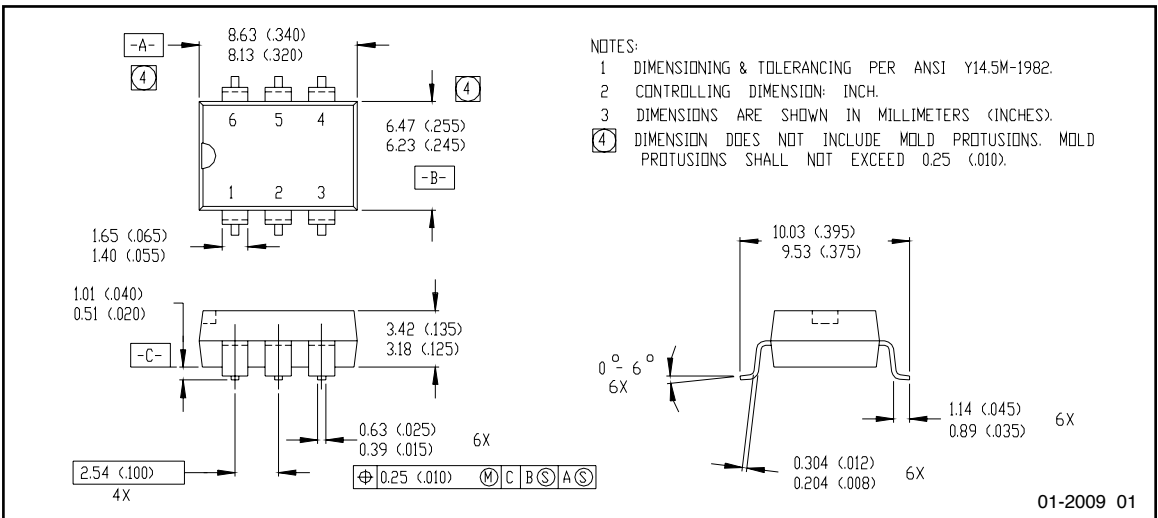 -A-
8.63 (.340)
8.13 (.320)
4
4
6 5 4
1 2 3
6.47 (.255)
6.23 (.245)
-B-
1.65 (.065)
1.40 (.055)
NOTES:
1 DIMENSIONING & TOLERANCING PER ANSI Y14.5M-1982.
2 CONTROLLING DIMENSION: INCH.
3 DIMENSIONS ARE SHOWN IN MILLIMETERS (INCHES).
4 DIMENSION DOES NOT INCLUDE MOLD PROTUSIONS. MOLD
PROTUSIONS SHALL NOT EXCEED 0.25 (.010).
1.01 (.040)
0.51 (.020)
-C-
3.42 (.135)
3.18 (.125)
0.63 (.025)
0.39 (.015)
6X
2.54 (.100)
4X
⌖ 0.25 (.010) Ⓜ C B Ⓢ A Ⓢ
10.03 (.395)
9.53 (.375)
0° - 6°
6X
1.14 (.045)
0.89 (.035)
6X
0.304 (.012)
0.204 (.008)
6X
01-2009 01